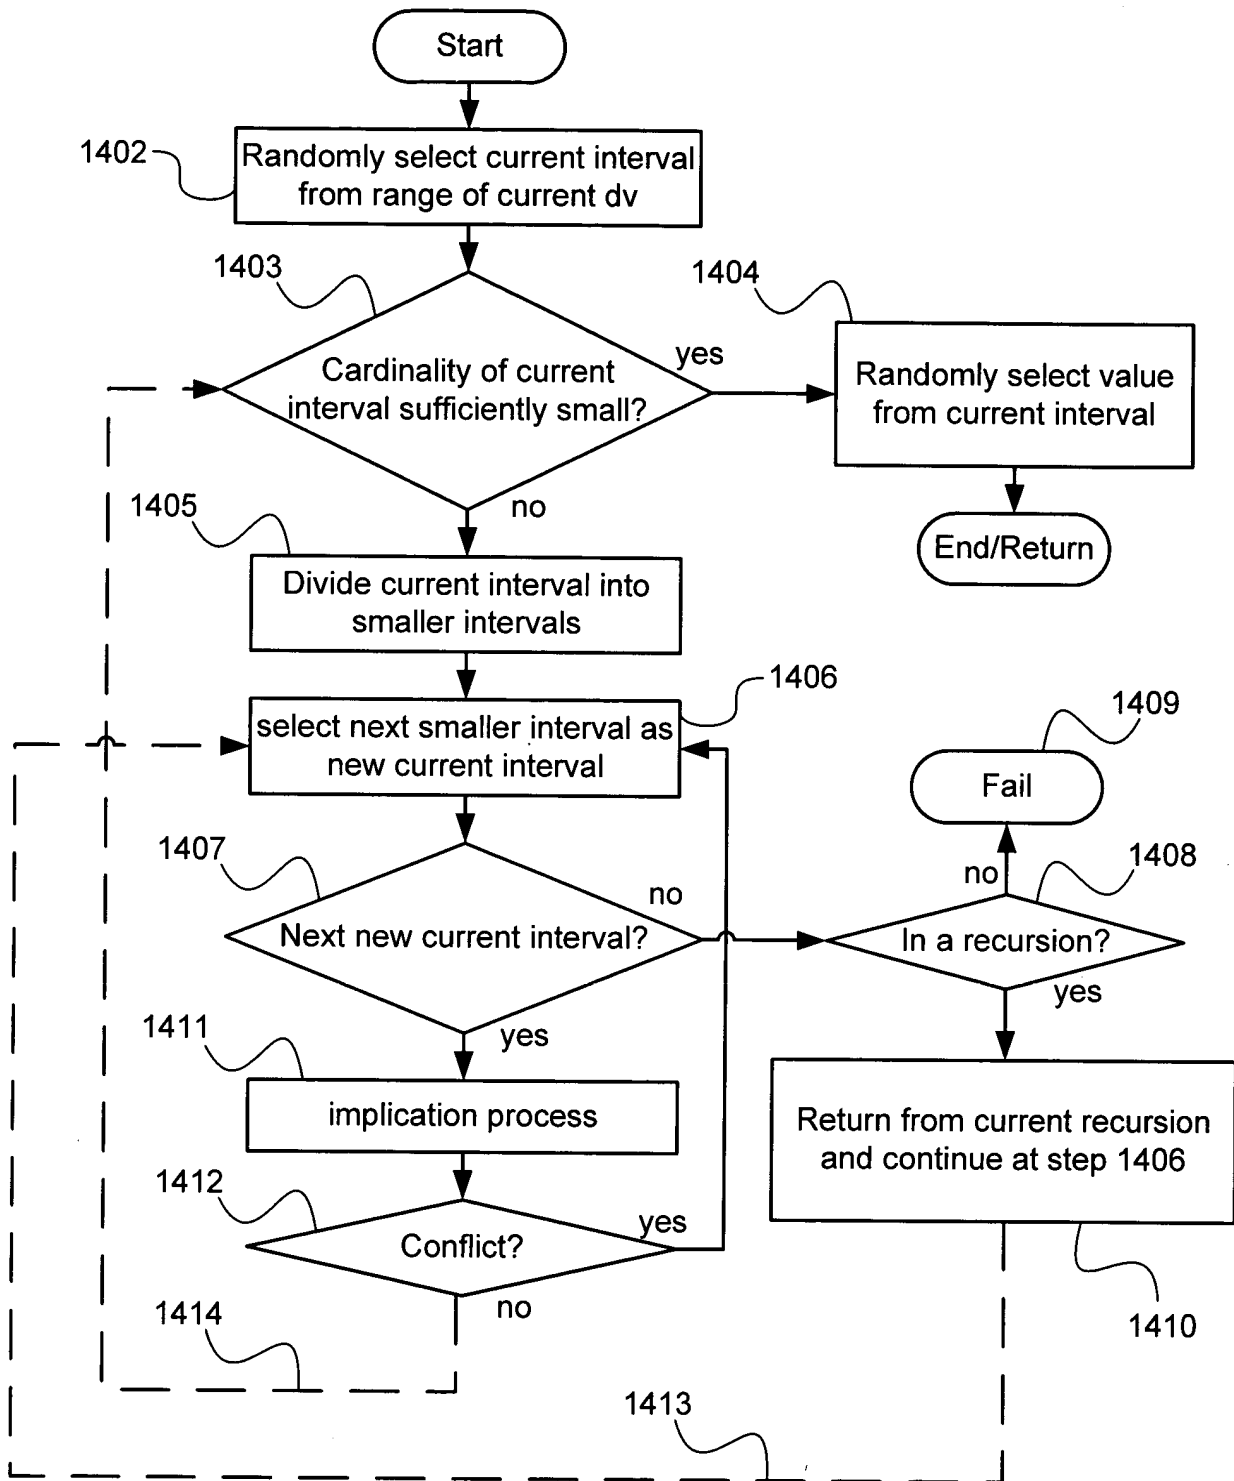 Start
1402
Randomly select current interval
from range of current dv
1403
1404
Cardinality of current
interval sufficiently small?
yes
Randomly select value
from current interval
no
1405
End/Return
Divide current interval into
smaller intervals
1406
select next smaller interval as
new current interval
1409
Fail
1407
Next new current interval?
no
1408
no
In a recursion?
yes
yes
1411
implication process
Return from current recursion
and continue at step 1406
1412
Conflict?
yes
no
1414
1410
1413